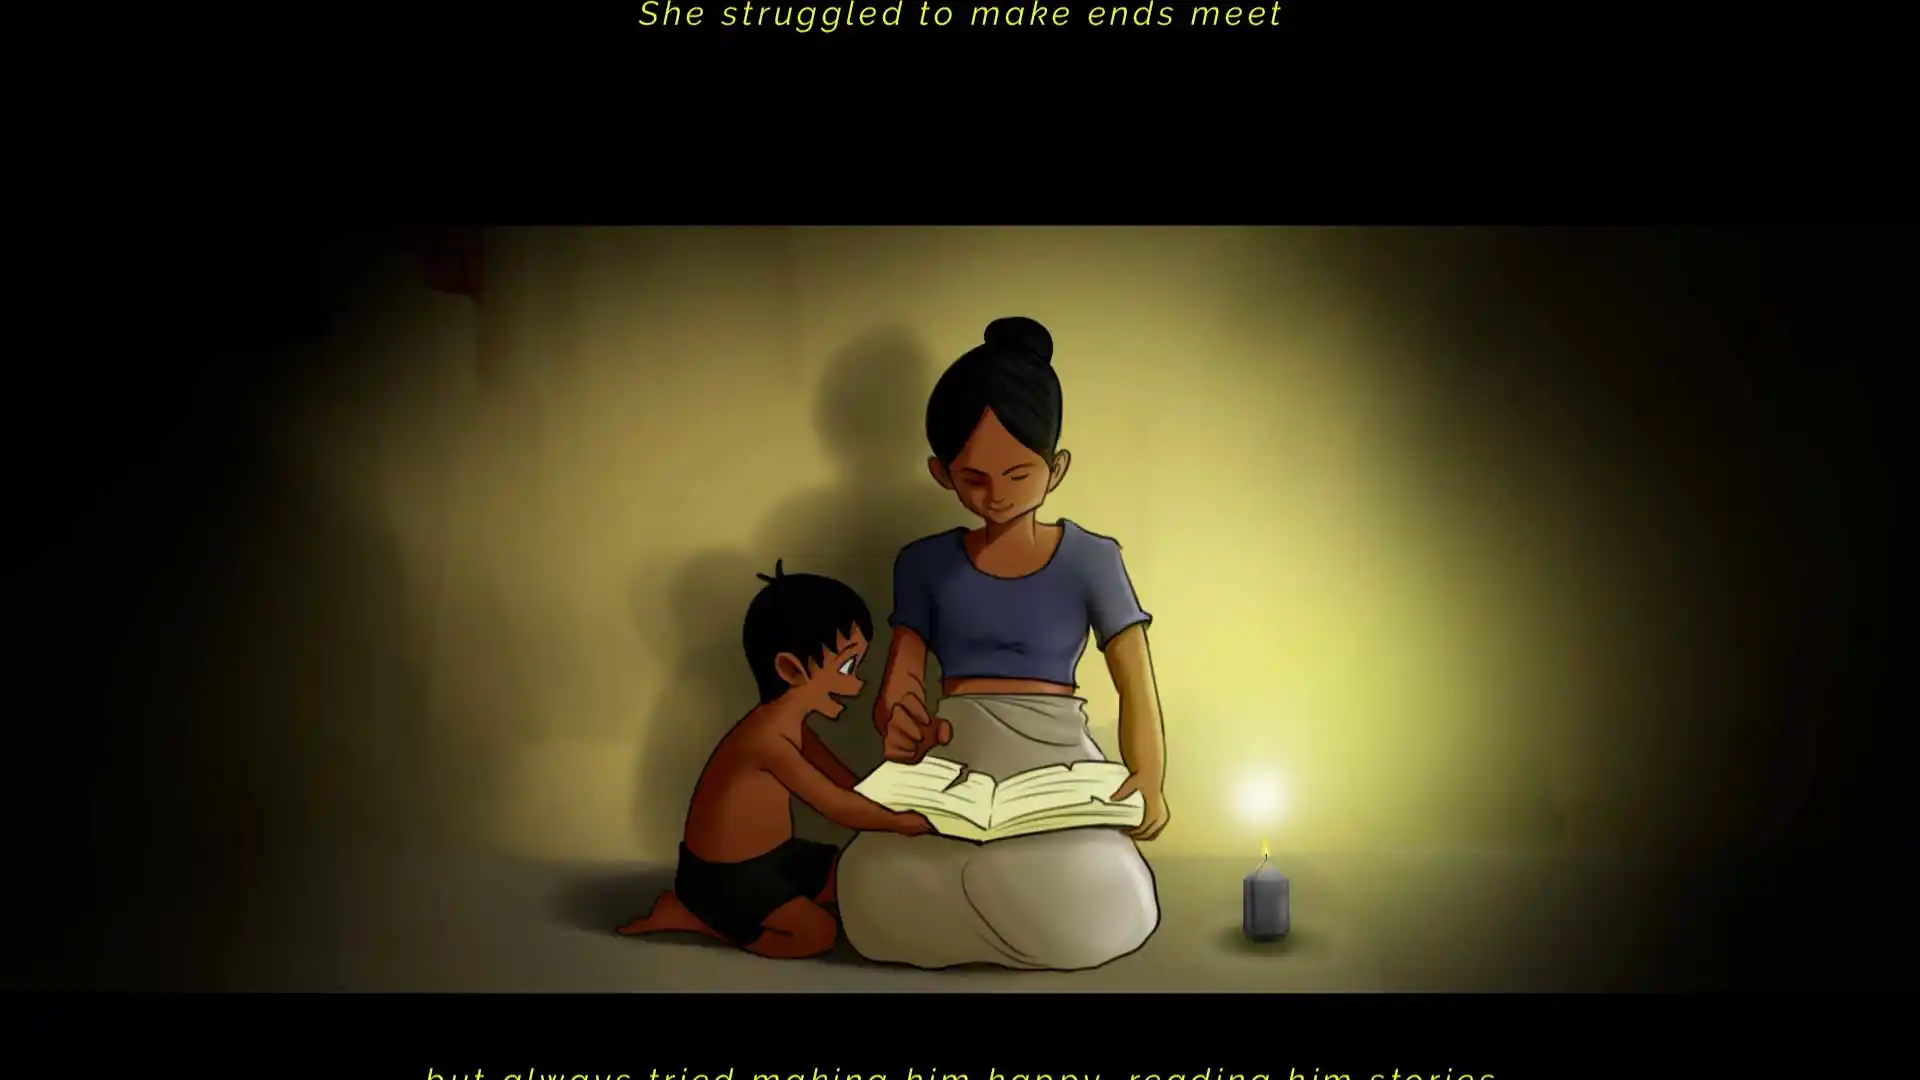 She struggled to make ends meet
but always tried making him happy, reading him stories